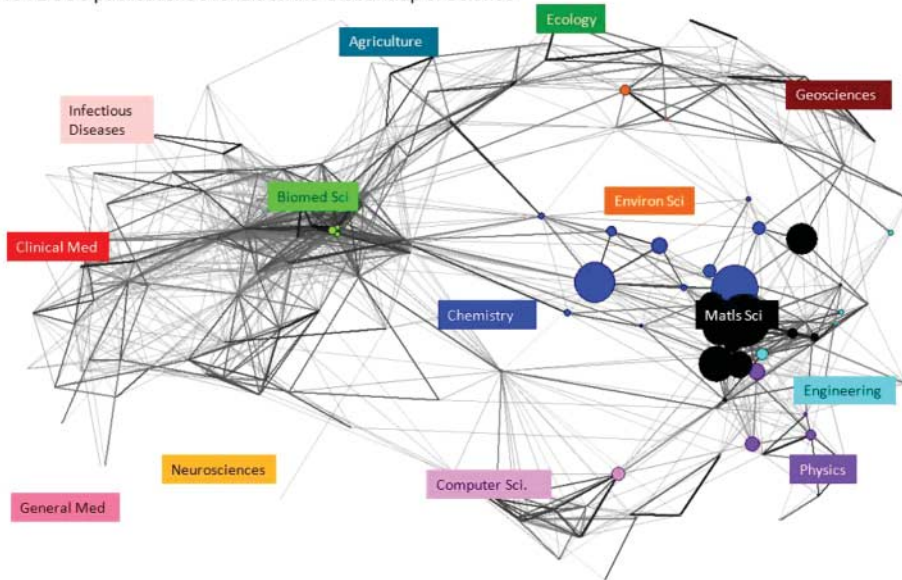 Ecology
Agriculture
Geosciences
Infectious
Diseases
Biomed Sci
Environ Sci
Clinical Med
Chemistry
Matls Sci
Engineering
Neurosciences
Computer Sci.
Physics
General Med